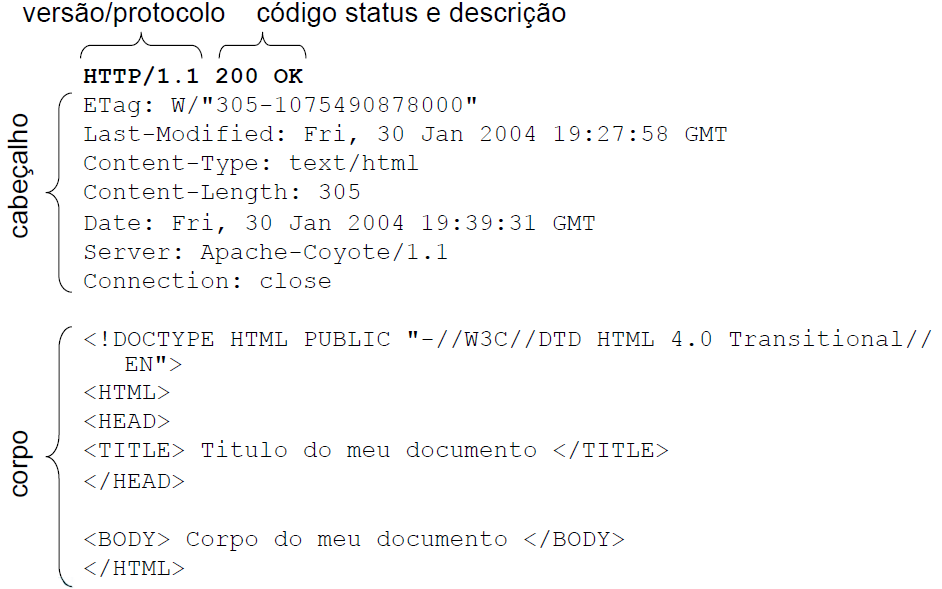 versão/protocolo código status e descrição
HTTP/1.1 200 OK
cabeçalho
ETag: W/"305-1075490878000"
Last-Modified: Fri, 30 Jan 2004 19:27:58 GMT
Content-Type: text/html
Content-Length: 305
Date: Fri, 30 Jan 2004 19:39:31 GMT
Server: Apache-Coyote/1.1
Connection: close
corpo
<!DOCTYPE HTML PUBLIC "-//W3C//DTD HTML 4.0 Transitional//
EN">
<HTML>
<HEAD>
<TITLE> Titulo do meu documento </TITLE>
</HEAD>
<BODY> Corpo do meu documento </BODY>
</HTML>